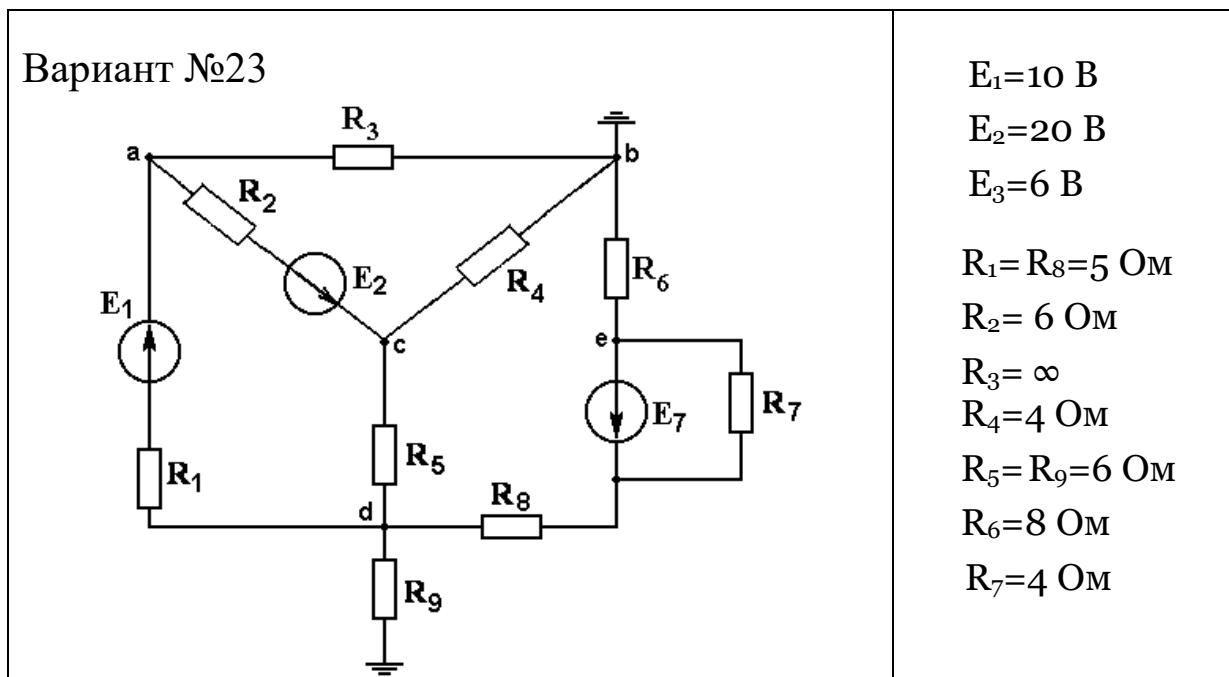 Вариант №23
R₃
a
b
R₂
E₂
R₄
R₆
E₁
c
e
E₇
R₇
R₅
R₁
R₈
d
R₉
E₁=10 В
E₂=20 В
E₃=6 В
R₁= R₈=5 Ом
R₂= 6 Ом
R₃= ∞
R₄=4 Ом
R₅= R₉=6 Ом
R₆=8 Ом
R₇=4 Ом